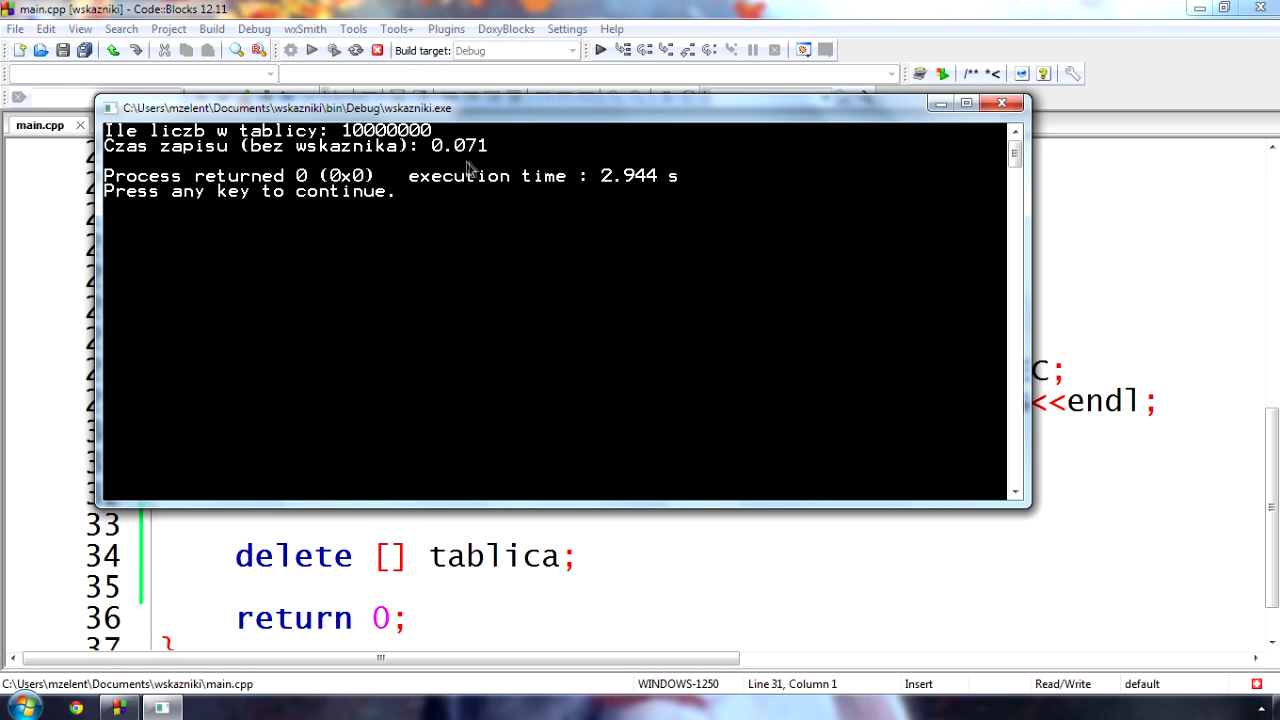 main.cpp [wskazniki] - Code::Blocks 12.11
File Edit View Search Project Build Debug wxSmith Tools Tools+ Plugins DoxyBlocks Settings Help
Build target: Debug
/** *<
main.cpp
C:\Users\mzelent\Documents\wskazniki\bin\Debug\wskazniki.exe
Ile liczb w tablicy: 10000000
Czas zapisu (bez wskaznika): 0.071
Process returned 0 (0x0) execution time : 2.944 s
Press any key to continue.
C;
<<endl;
33
34 delete [] tablica;
35
36 return 0;
37 }
C:\Users\mzelent\Documents\wskazniki\main.cpp WINDOWS-1250 Line 31, Column 1 Insert Read/Write default